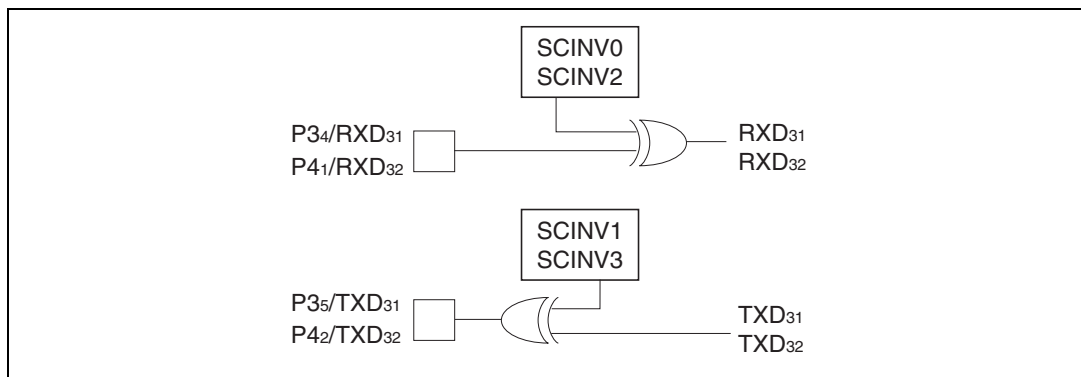 SCINV0
SCINV2
P3₄/RXD₃₁
P4₁/RXD₃₂
RXD₃₁
RXD₃₂
SCINV1
SCINV3
P3₅/TXD₃₁
P4₂/TXD₃₂
TXD₃₁
TXD₃₂